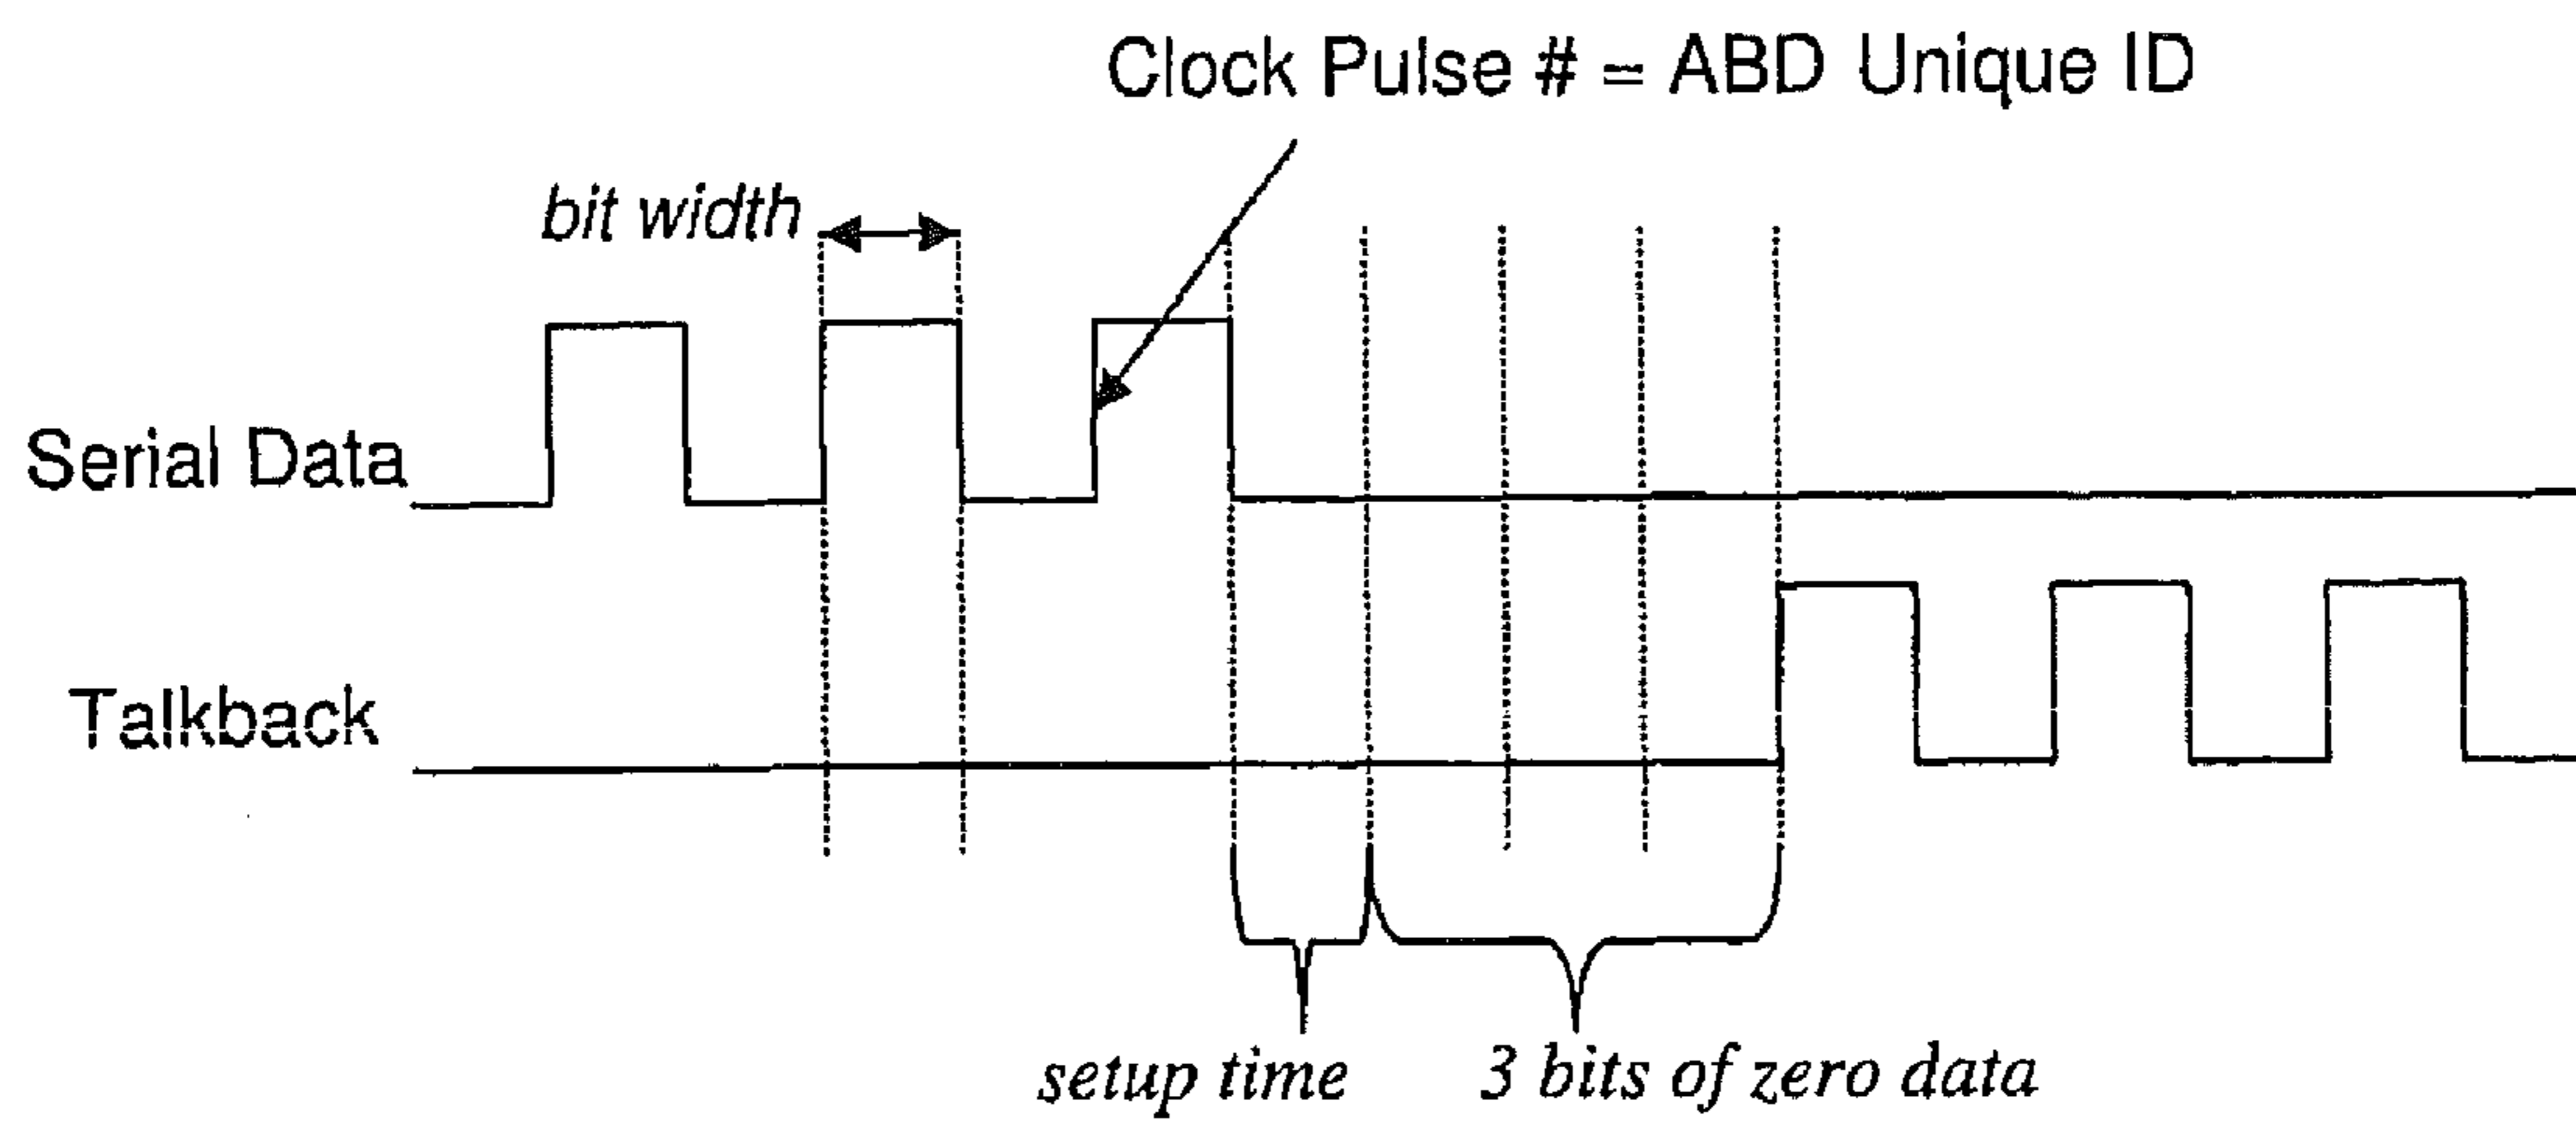 Clock Pulse # = ABD Unique ID
bit width
Serial Data
Talkback
setup time
3 bits of zero data